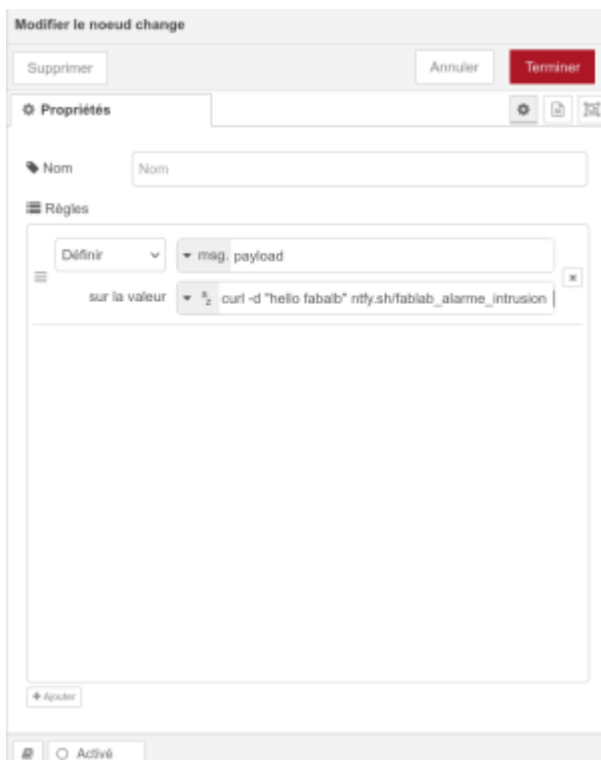 Modifier le noeud change
Supprimer Annuler Terminer
Propriétés
Nom Nom
Règles
Définir msg. payload
sur la valeur a z curl -d "hello fabalb" ntfy.sh/fablab_alarme_intrusion
Ajouter
Activé